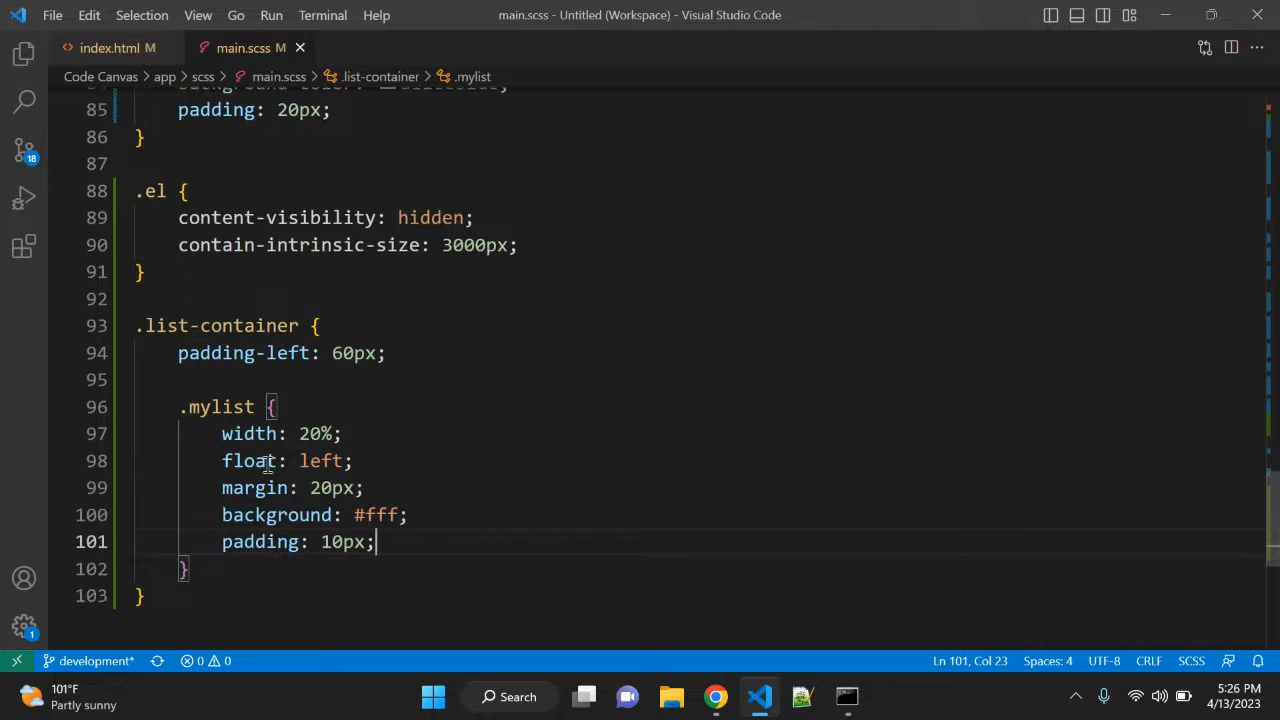 File Edit Selection View Go Run Terminal Help main.scss - Untitled (Workspace) - Visual Studio Code
index.html M main.scss M
Code Canvas > app > scss > main.scss > .list-container > .mylist
85 padding: 20px;
86 }
87
88 .el {
89 content-visibility: hidden;
90 contain-intrinsic-size: 3000px;
91 }
92
93 .list-container {
94 padding-left: 60px;
95
96 .mylist {
97 width: 20%;
98 float: left;
99 margin: 20px;
100 background: #fff;
101 padding: 10px;
102 }
103 }
18
1
development* 0 0 Ln 101, Col 23 Spaces: 4 UTF-8 CRLF SCSS
101°F
Partly sunny
Search
5:26 PM
4/13/2023